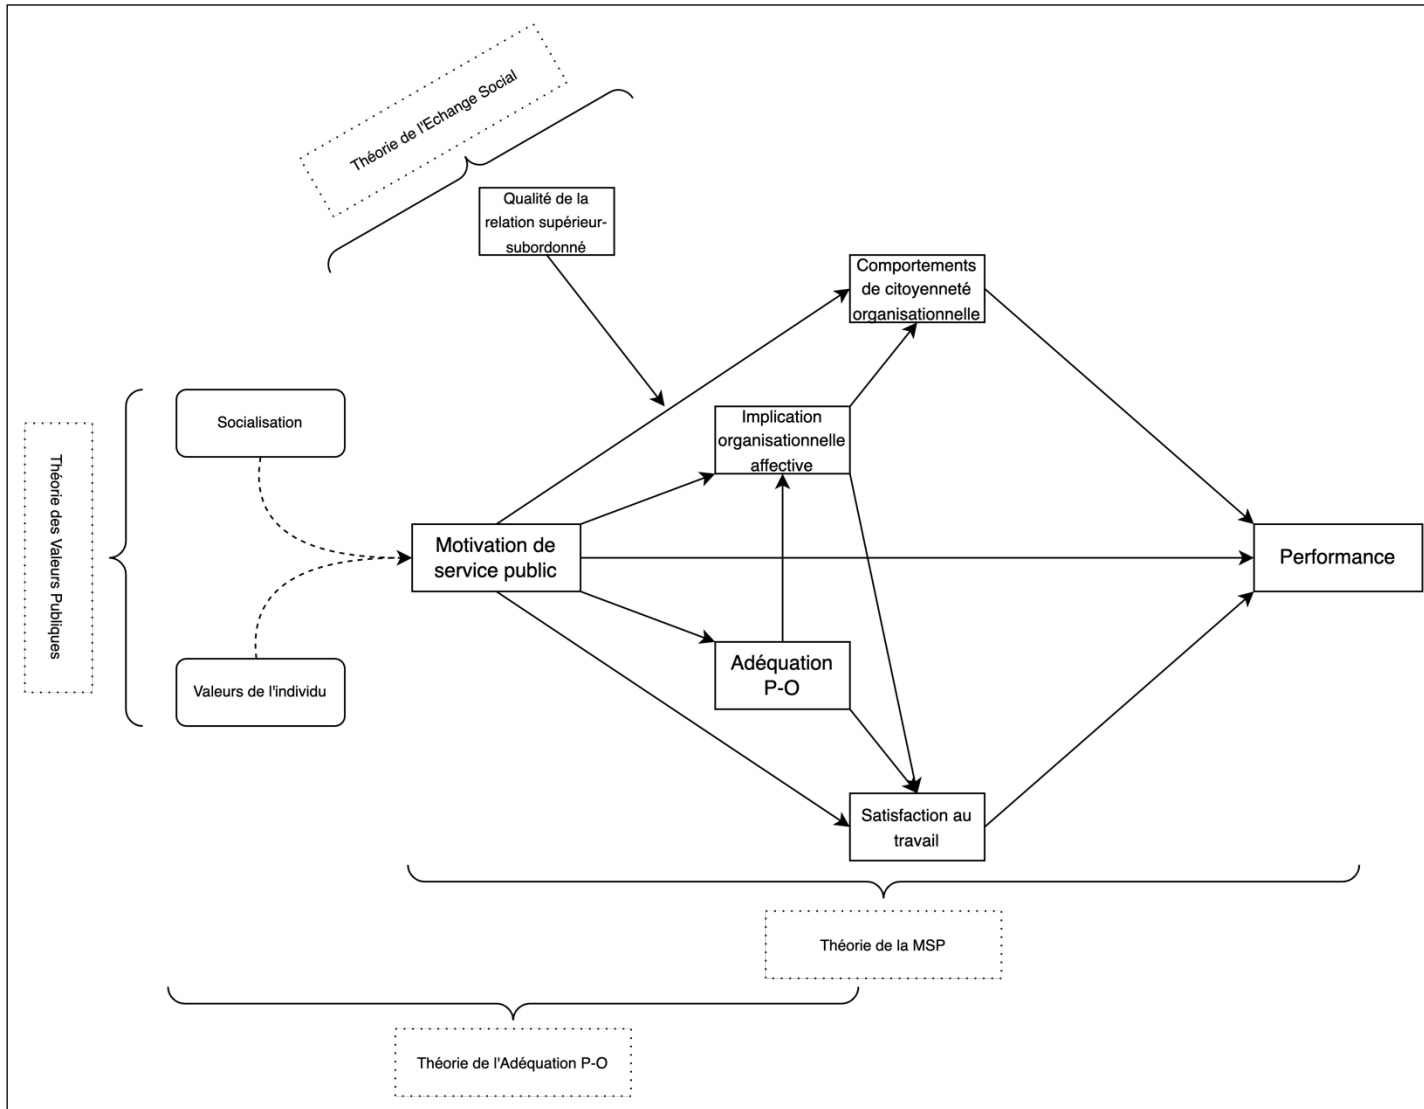 Théorie de l'Echange Social
Qualité de la
relation supérieur-
subordonné
Comportements
de citoyenneté
organisationnelle
Socialisation
Implication
organisationnelle
affective
Théorie des Valeurs Publiques
Motivation de
service public
Performance
Adéquation
P-O
Valeurs de l'individu
Satisfaction au
travail
Théorie de la MSP
Théorie de l'Adéquation P-O